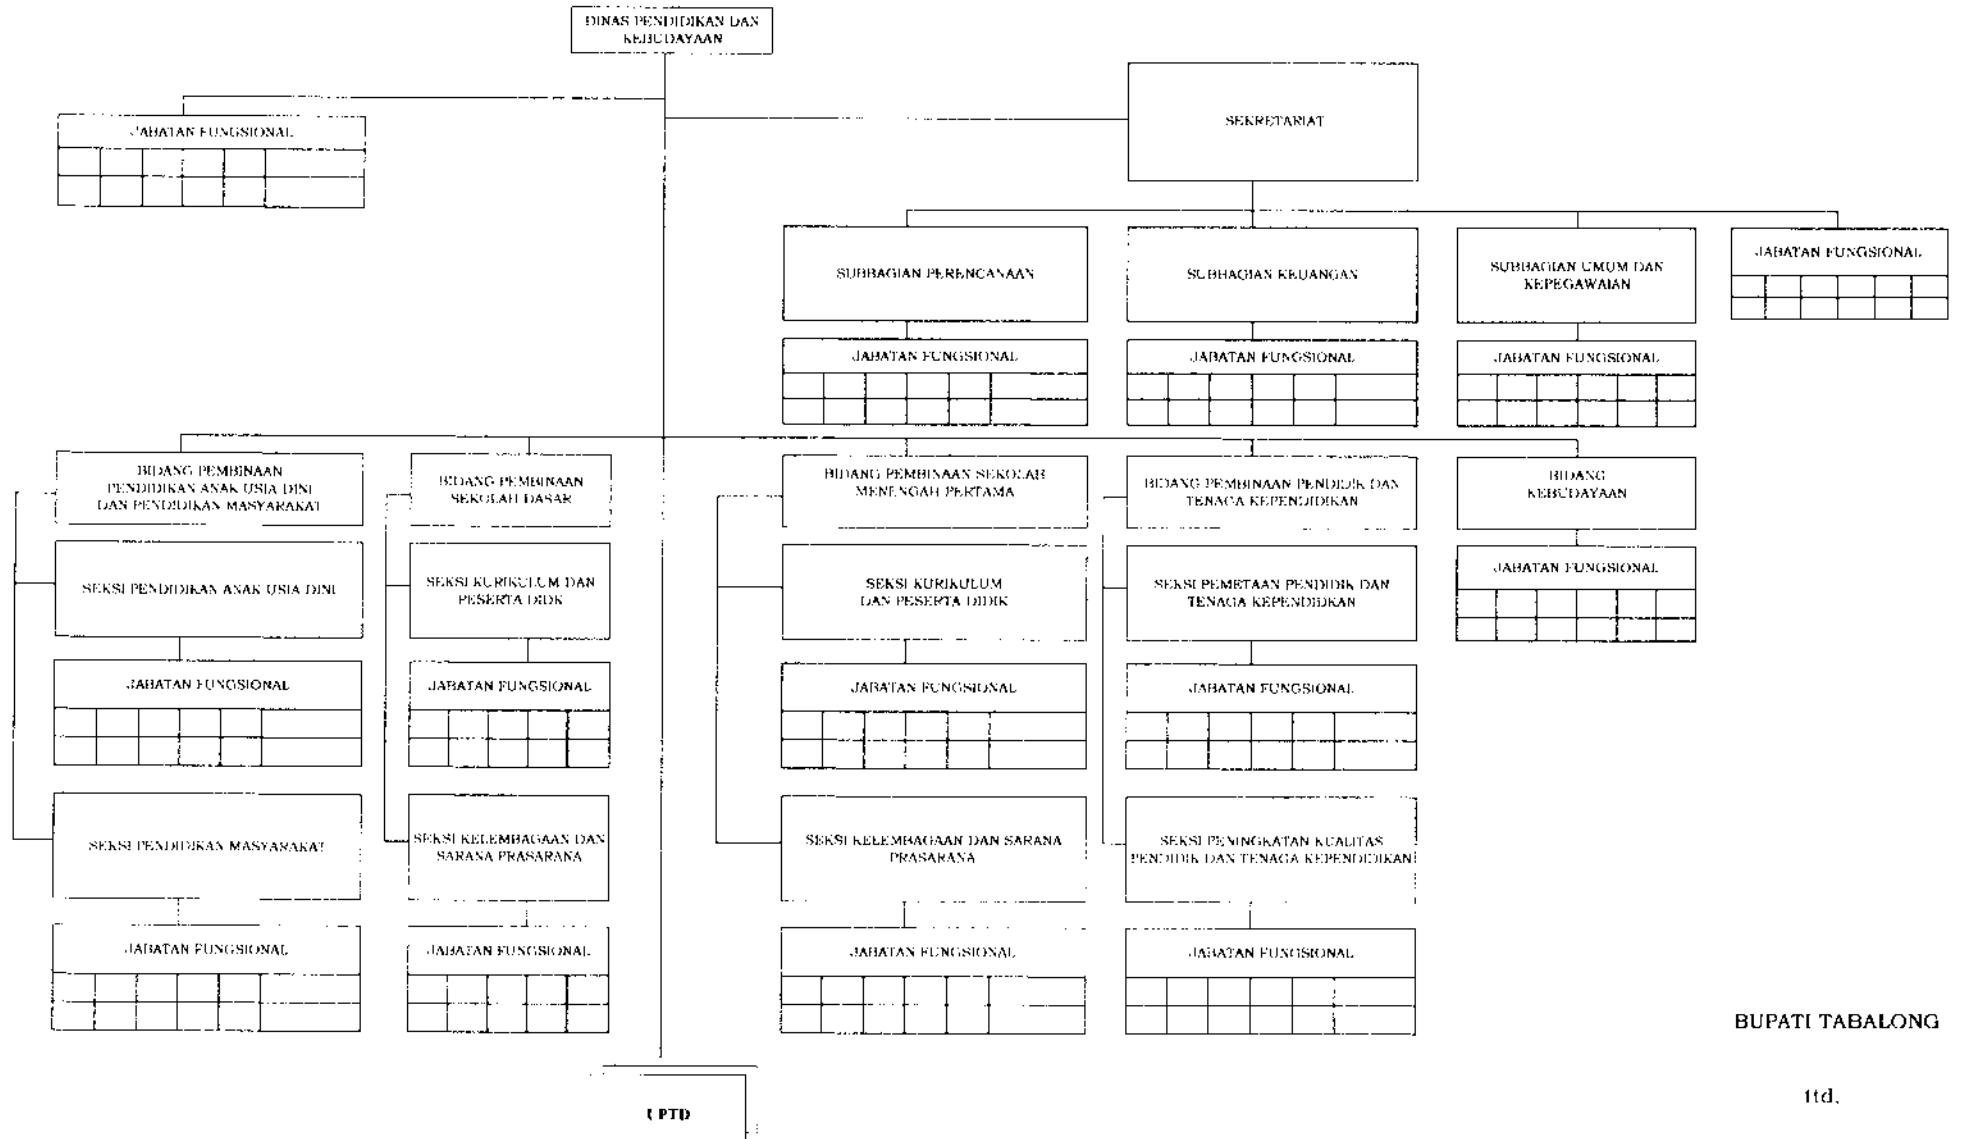 DINAS PENDIDIKAN DAN
KEBUDAYAAN
SEKRETARIAT
JABATAN FUNGSIONAL
SUBBAGIAN PERENCANAAN
SUBBAGIAN KEUANGAN
SUBBAGIAN UMUM DAN
KEPEGAWAIAN
JABATAN FUNGSIONAL
JABATAN FUNGSIONAL
JABATAN FUNGSIONAL
JABATAN FUNGSIONAL
BIDANG PEMBINAAN
PENDIDIKAN ANAK USIA DINI
DAN PENDIDIKAN MASYARAKAT
BIDANG PEMBINAAN
SEKOLAH DASAR
BIDANG PEMBINAAN SEKOLAH
MENENGAH PERTAMA
BIDANG PEMBINAAN PENDIDIK DAN
TENAGA KEPENDIDIKAN
BIDANG
KEBUDAYAAN
SEKSI PENDIDIKAN ANAK USIA DINI
SEKSI KURIKULUM DAN
PESERTA DIDK
SEKSI KURIKULUM
DAN PESERTA DIDIK
SEKSI PEMETAAN PENDIDIK DAN
TENAGA KEPENDIDKAN
JABATAN FUNGSIONAL
JABATAN FUNGSIONAL
JABATAN FUNGSIONAL
JABATAN FUNGSIONAL
JABATAN FUNGSIONAL
SEKSI PENDIDIKAN MASYARAKAT
SEKSI KELEMBAGAAN DAN
SARANA PRASARANA
SEKSI KELEMBAGAAN DAN SARANA
PRASARANA
SEKSI PENINGKATAN KUALITAS
PENDIDIK DAN TENAGA KEPENDIDIKAN
JABATAN FUNGSIONAL
JABATAN FUNGSIONAL
JABATAN FUNGSIONAL
JABATAN FUNGSIONAL
BUPATI TABALONG
ttd.
UPTD